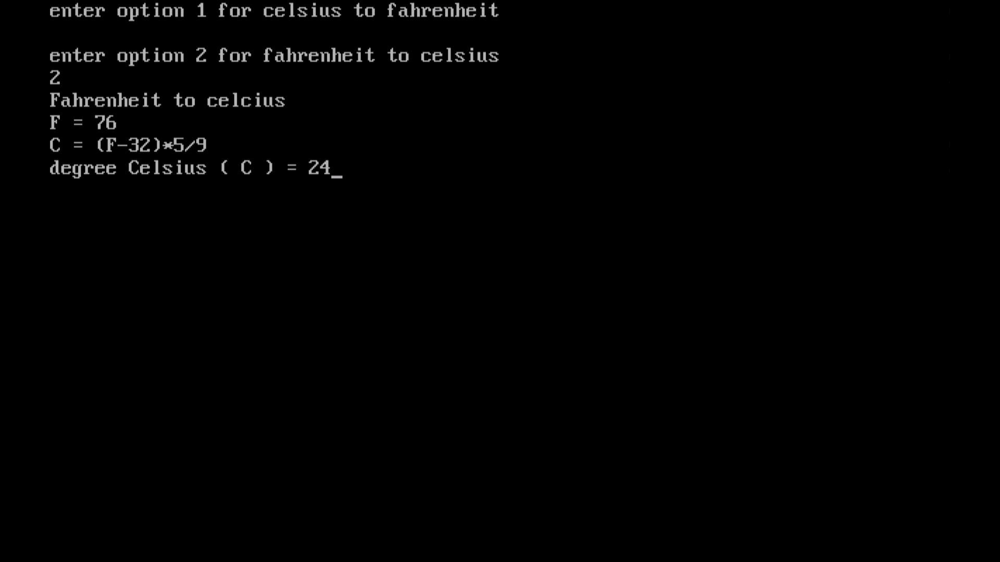 enter option 1 for celsius to fahrenheit
enter option 2 for fahrenheit to celsius
2
Fahrenheit to celcius
F = 76
C = (F-32)*5/9
degree Celsius ( C ) = 24_